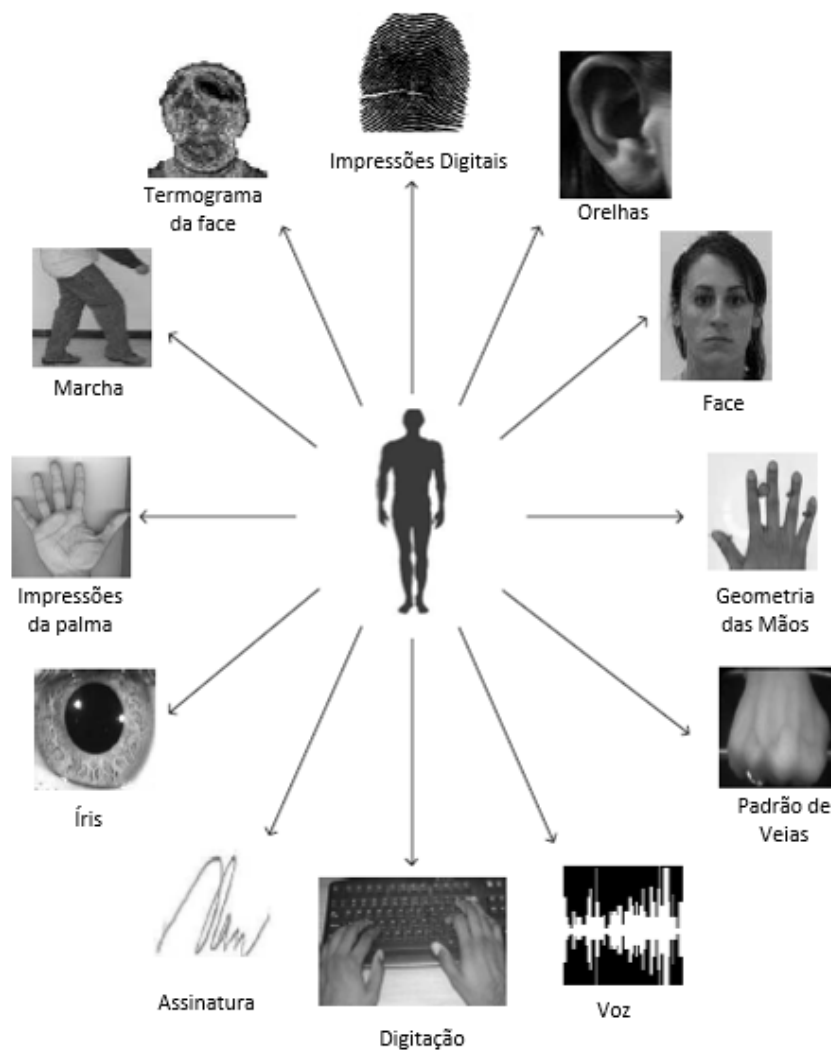 Impressões Digitais
Orelhas
Termograma
da face
Face
Marcha
Geometria
das Mãos
Impressões
da palma
Padrão de
Veias
Íris
Assinatura
Digitação
Voz